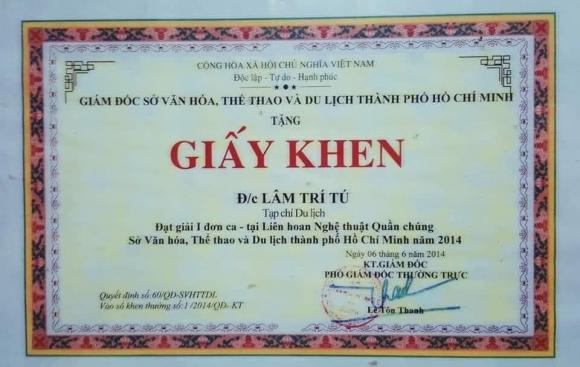 CỘNG HÒA XÃ HỘI CHỦ NGHĨA VIỆT NAM
Độc lập - Tự do - Hạnh phúc
GIÁM ĐỐC SỞ VĂN HÓA, THỂ THAO VÀ DU LỊCH THÀNH PHỐ HỒ CHÍ MINH
TẶNG
GIẤY KHEN
Đ/c LÂM TRÍ TÚ
Tạp chí Du lịch
Đạt giải I đơn ca - tại Liên hoan Nghệ thuật Quần chúng
Sở Văn hóa, Thể thao và Du lịch thành phố Hồ Chí Minh năm 2014
Ngày 06 tháng 6 năm 2014
KT.GIÁM ĐỐC
PHÓ GIÁM ĐỐC THƯỜNG TRỰC
Quyết định số:60/QĐ-SVHTTDL
Vào sổ khen thưởng số:1 /2014/QĐ- KT
Lê Tôn Thanh